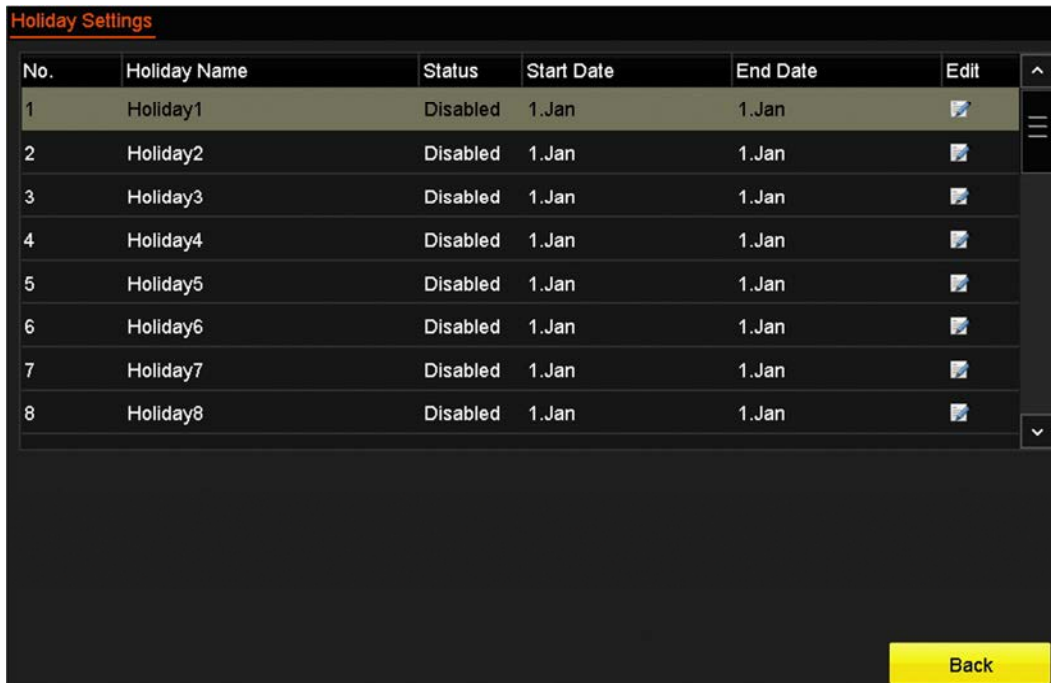 Holiday Settings
No. Holiday Name Status Start Date End Date Edit
1 Holiday1 Disabled 1.Jan 1.Jan
2 Holiday2 Disabled 1.Jan 1.Jan
3 Holiday3 Disabled 1.Jan 1.Jan
4 Holiday4 Disabled 1.Jan 1.Jan
5 Holiday5 Disabled 1.Jan 1.Jan
6 Holiday6 Disabled 1.Jan 1.Jan
7 Holiday7 Disabled 1.Jan 1.Jan
8 Holiday8 Disabled 1.Jan 1.Jan
Back